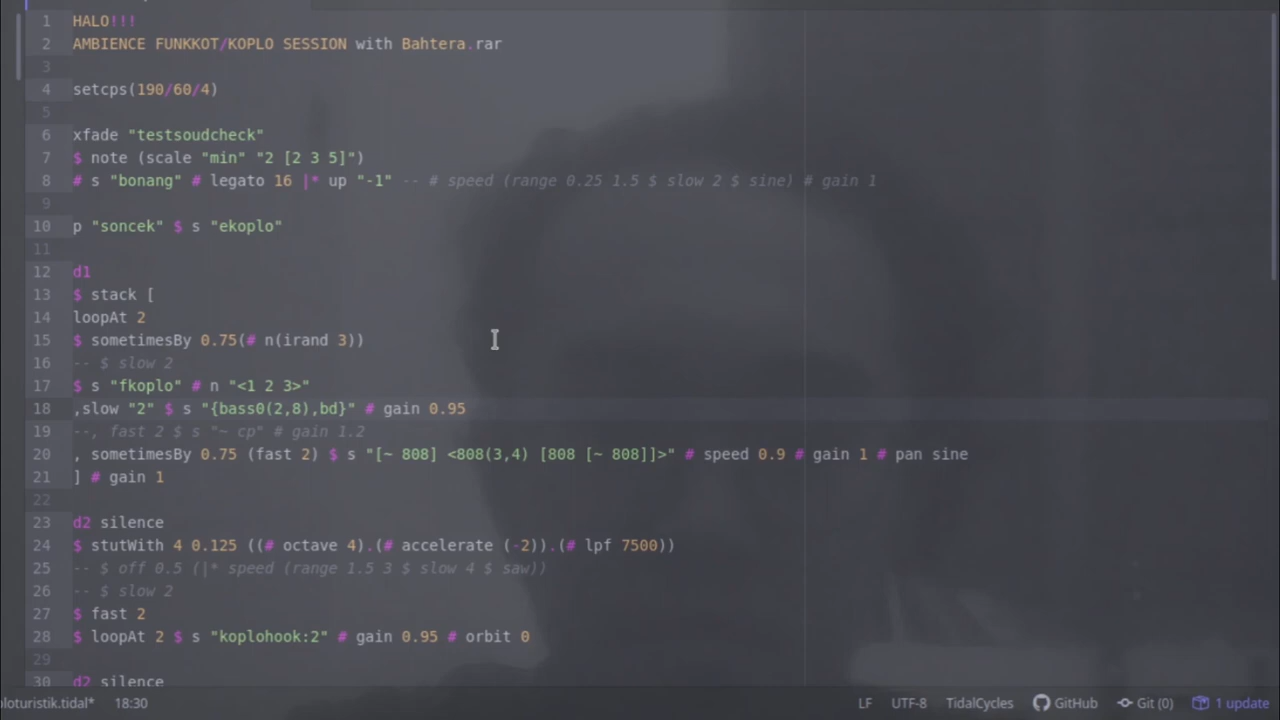 1 HALO!!!
2 AMBIENCE FUNKKOT/KOPLO SESSION with Bahtera.rar
3
4 setcps(190/60/4)
5
6 xfade "testsoudcheck"
7 $ note (scale "min" "2 [2 3 5]")
8 # s "bonang" # legato 16 |* up "-1" -- # speed (range 0.25 1.5 $ slow 2 $ sine) # gain 1
9
10 p "soncek" $ s "ekoplo"
11
12 d1
13 $ stack [
14 loopAt 2
15 $ sometimesBy 0.75(# n(irand 3))
16 -- $ slow 2
17 $ s "fkoplo" # n "<1 2 3>"
18 ,slow "2" $ s "{bass0(2,8),bd}" # gain 0.95
19 --, fast 2 $ s "~ cp" # gain 1.2
20 , sometimesBy 0.75 (fast 2) $ s "[~ 808] <808(3,4) [808 [~ 808]]>" # speed 0.9 # gain 1 # pan sine
21 ] # gain 1
22
23 d2 silence
24 $ stutWith 4 0.125 ((# octave 4).(# accelerate (-2)).(# lpf 7500))
25 -- $ off 0.5 (|* speed (range 1.5 3 $ slow 4 $ saw))
26 -- $ slow 2
27 $ fast 2
28 $ loopAt 2 $ s "koplohook:2" # gain 0.95 # orbit 0
29
30 d2 silence
ploturistik.tidal* 18:30 LF UTF-8 TidalCycles GitHub Git (0) 1 update